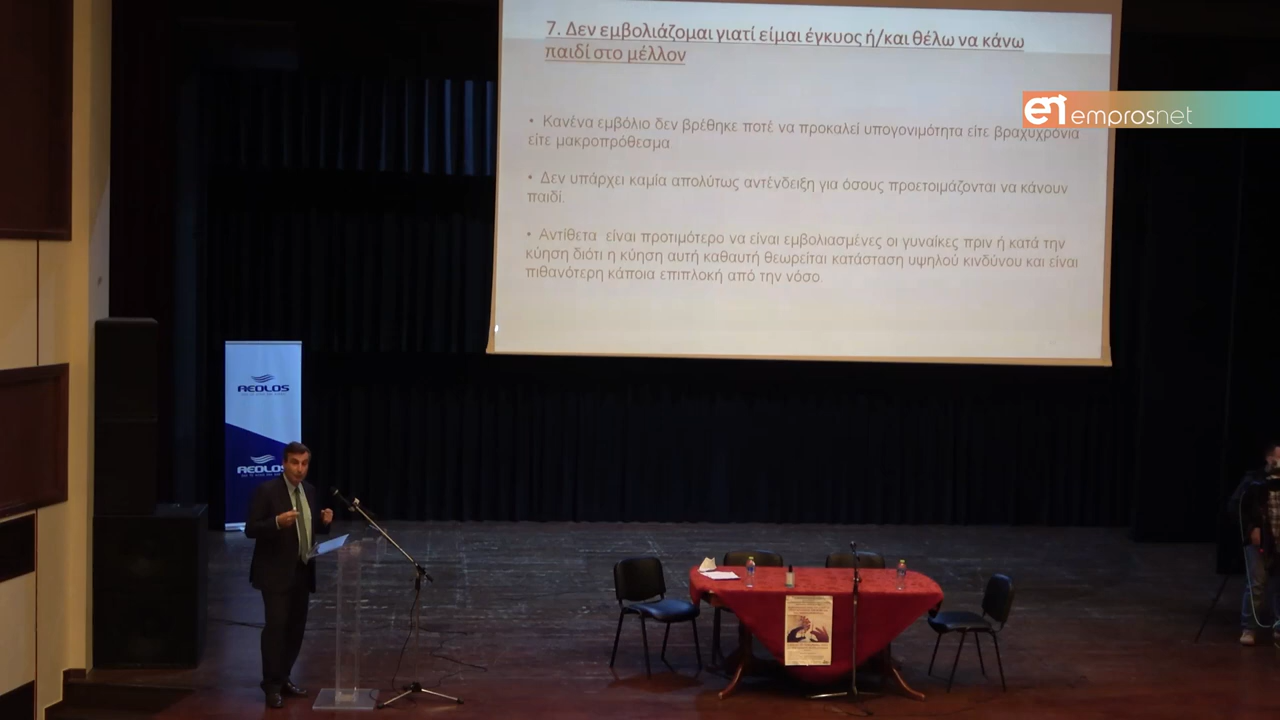 7. Δεν εμβολιάζομαι γιατί είμαι έγκυος ή/και θέλω να κάνω
παιδί στο μέλλον
• Κανένα εμβόλιο δεν βρέθηκε ποτέ να προκαλεί υπογονιμότητα είτε βραχυχρόνια
είτε μακροπρόθεσμα.
• Δεν υπάρχει καμία απολύτως αντένδειξη για όσους προετοιμάζονται να κάνουν
παιδί.
• Αντίθετα είναι προτιμότερο να είναι εμβολιασμένες οι γυναίκες πριν ή κατά την
κύηση διότι η κύηση αυτή καθαυτή θεωρείται κατάσταση υψηλού κινδύνου και είναι
πιθανότερη κάποια επιπλοκή από την νόσο.
en emprosnet
AEOLOS
AEOLOS